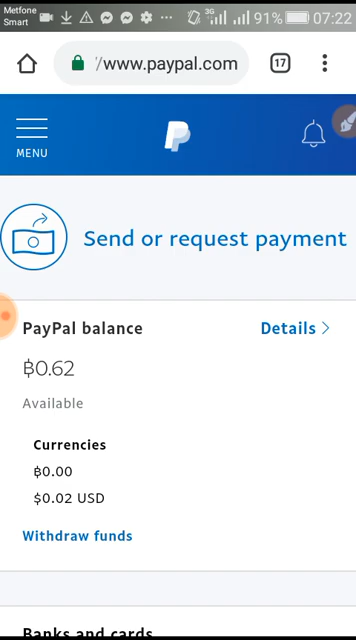 Metfone
Smart
3G
91%
07:22
/www.paypal.com
17
MENU
Send or request payment
PayPal balance
Details >
฿0.62
Available
Currencies
฿0.00
$0.02 USD
Withdraw funds
Banks and cards